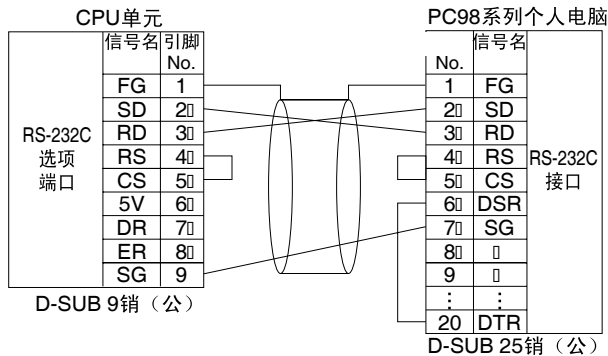 CPU单元
PC98系列个人电脑
信号名 引脚No.
FG 1
SD 2
RD 3
RS 4
CS 5
5V 6
DR 7
ER 8
SG 9
RS-232C
选项
端口
D-SUB 9销（公）
No. 信号名
1 FG
2 SD
3 RD
4 RS
5 CS
6 DSR
7 SG
8
9
⋮ ⋮
20 DTR
RS-232C
接口
D-SUB 25销（公）